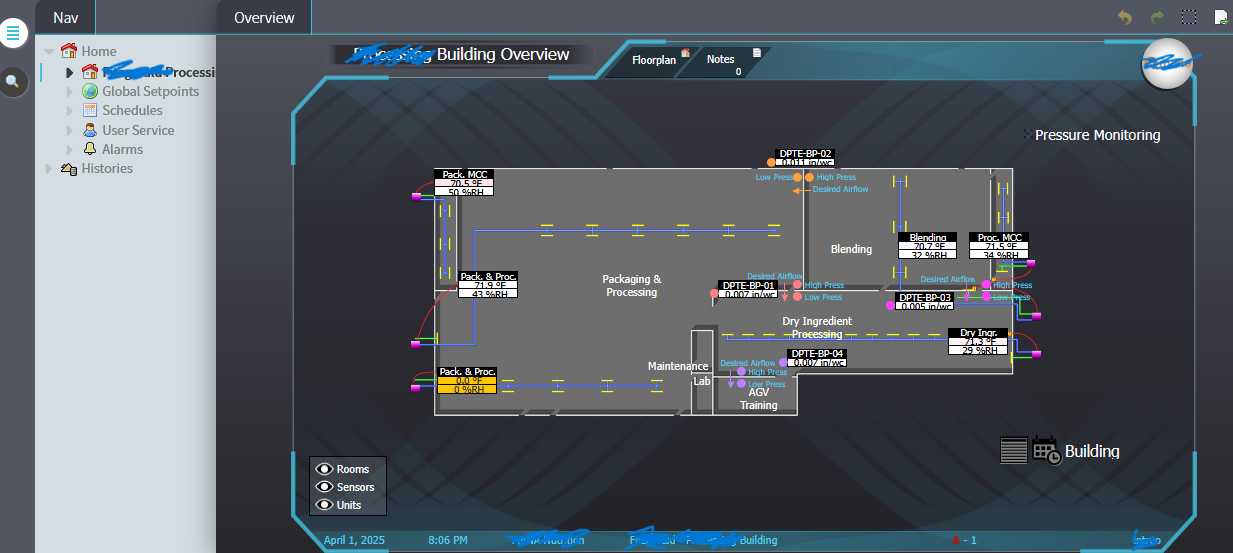 Nav
Overview
Home
Processi
Global Setpoints
Schedules
User Service
Alarms
Histories
Building Overview
Floorplan
Notes
0
Pressure Monitoring
DPTE-BP-02
0.011 in/wc
Low Press
High Press
Desired Airflow
Pack. MCC
70.5 °F
50 %RH
Blending
Blending
70.7 °F
32 %RH
Proc. MCC
71.5 °F
34 %RH
Pack. & Proc.
71.9 °F
43 %RH
Packaging &
Processing
Desired Airflow
DPTE-BP-01
0.007 in/wc
High Press
Low Press
Desired Airflow
High Press
Low Press
DPTE-BP-03
0.005 in/wc
Dry Ingredient
Processing
Dry Ingr.
71.3 °F
29 %RH
DPTE-BP-04
0.007 in/wc
Maintenance
Desired Airflow
High Press
Low Press
Pack. & Proc.
0.0 °F
0 %RH
Lab
AGV
Training
Building
Rooms
Sensors
Units
April 1, 2025
8:06 PM
Building
- 1